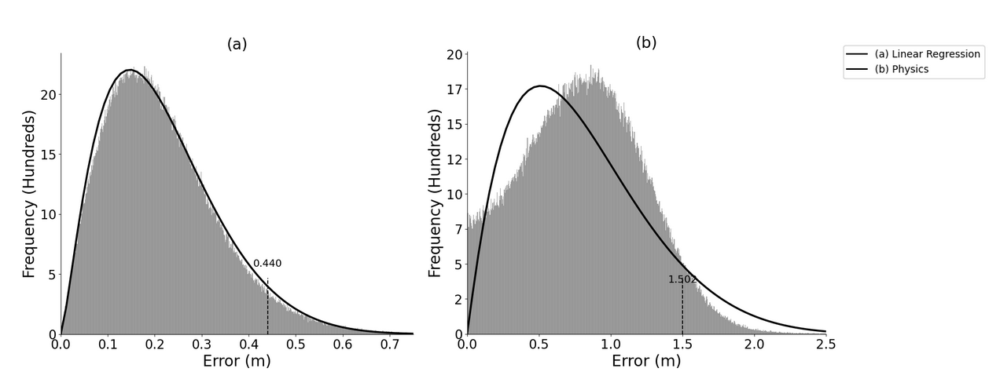 (a)
Frequency (Hundreds)
20
15
10
5
0
0.440
0.0 0.1 0.2 0.3 0.4 0.5 0.6 0.7
Error (m)
(b)
Frequency (Hundreds)
20
17
15
12
10
7
5
2
0
1.502
0.0 0.5 1.0 1.5 2.0 2.5
Error (m)
(a) Linear Regression
(b) Physics